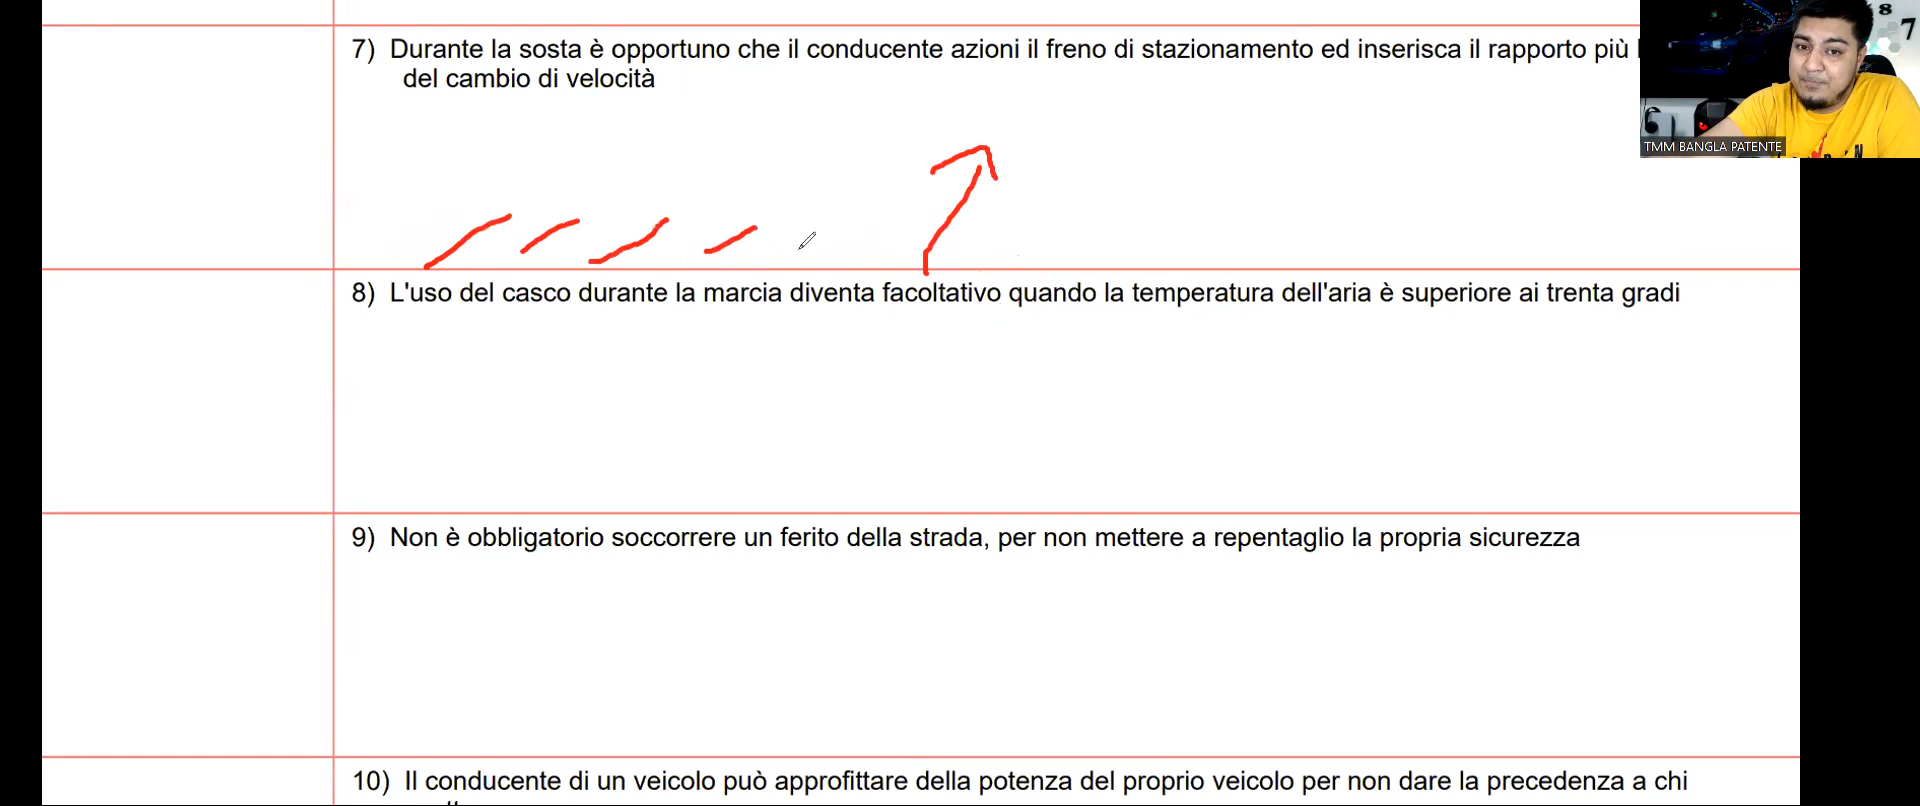 7) Durante la sosta è opportuno che il conducente azioni il freno di stazionamento ed inserisca il rapporto più
del cambio di velocità
8) L'uso del casco durante la marcia diventa facoltativo quando la temperatura dell'aria è superiore ai trenta gradi
9) Non è obbligatorio soccorrere un ferito della strada, per non mettere a repentaglio la propria sicurezza
10) Il conducente di un veicolo può approfittare della potenza del proprio veicolo per non dare la precedenza a chi
8
7
6
TMM BANGLA PATENTE